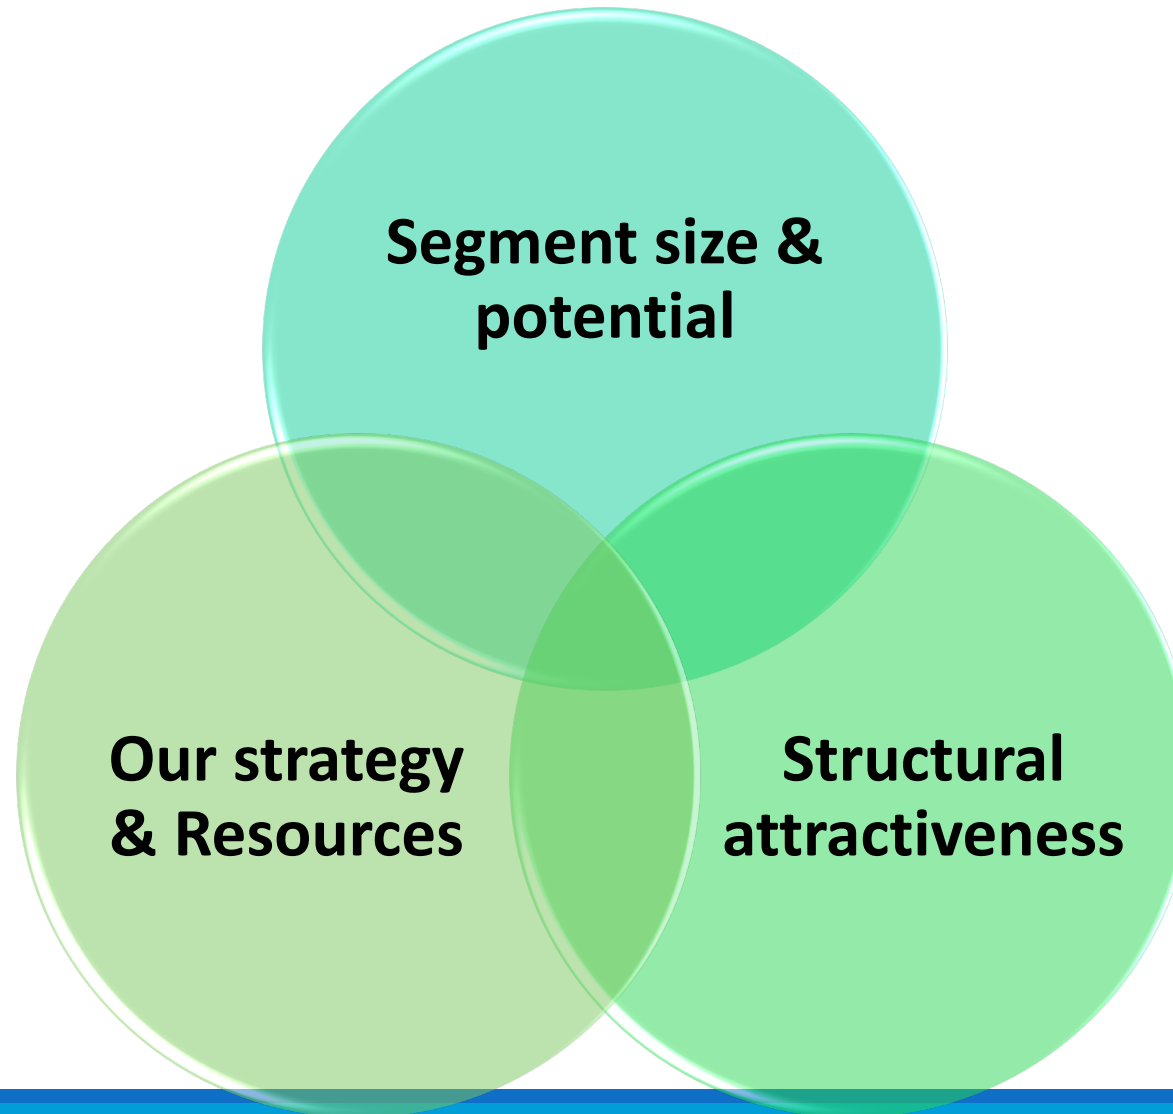 Segment size &
potential
Our strategy
& Resources
Structural
attractiveness